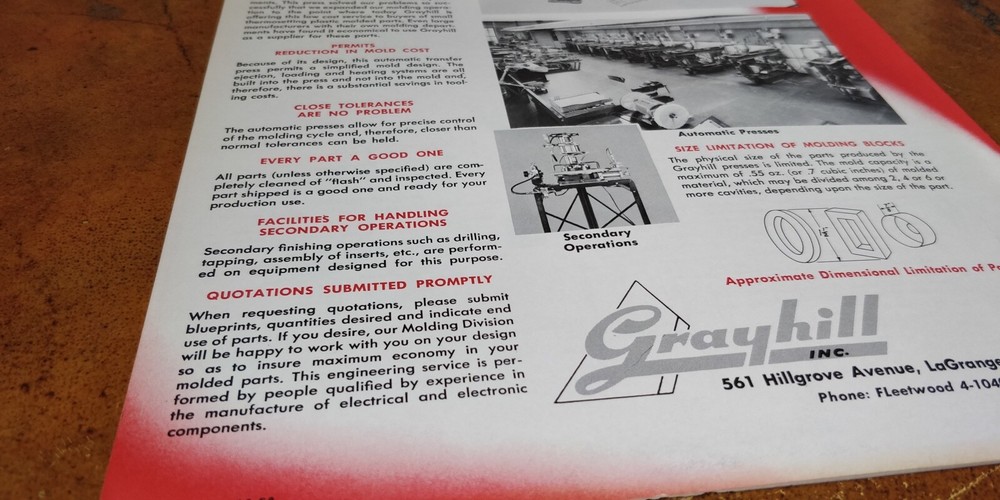 ments. This press solved our problems to suc-
cessfully that we expanded our molding opera-
tion to the point where today Grayhill is
offering this low cost service to buyers of small
thermosetting plastic molded parts. Even large
manufacturers with their own molding depart-
ments have found it economical to use Grayhill
as a supplier for these parts.
PERMITS
REDUCTION IN MOLD COST
Because of its design, this automatic transfer
press permits a simplified mold design. The
ejection, loading and heating systems are all
built into the press and not into the mold and,
therefore, there is a substantial savings in tool-
ing costs.
CLOSE TOLERANCES
ARE NO PROBLEM
The automatic presses allow for precise control
of the molding cycle and, therefore, closer than
normal tolerances can be held.
EVERY PART A GOOD ONE
All parts (unless otherwise specified) are com-
pletely cleaned of "flash" and inspected. Every
part shipped is a good one and ready for your
production use.
FACILITIES FOR HANDLING
SECONDARY OPERATIONS
Secondary finishing operations such as drilling,
tapping, assembly of inserts, etc., are perform-
ed on equipment designed for this purpose.
QUOTATIONS SUBMITTED PROMPTLY
When requesting quotations, please submit
blueprints, quantities desired and indicate end
use of parts. If you desire, our Molding Division
will be happy to work with you on your design
so as to insure maximum economy in your
molded parts. This engineering service is per-
formed by people qualified by experience in
the manufacture of electrical and electronic
components.
Automatic Presses
Secondary
Operations
SIZE LIMITATION OF MOLDING BLOCKS
The physical size of the parts produced by the
Grayhill presses is limited. The mold capacity is a
maximum of .55 oz. (or .7 cubic inches) of molded
material, which may be divided among 2, 4 or 6 or
more cavities, depending upon the size of the part.
Approximate Dimensional Limitation of
Grayhill
INC.
561 Hillgrove Avenue, LaGrange
Phone: FLeetwood 4-104